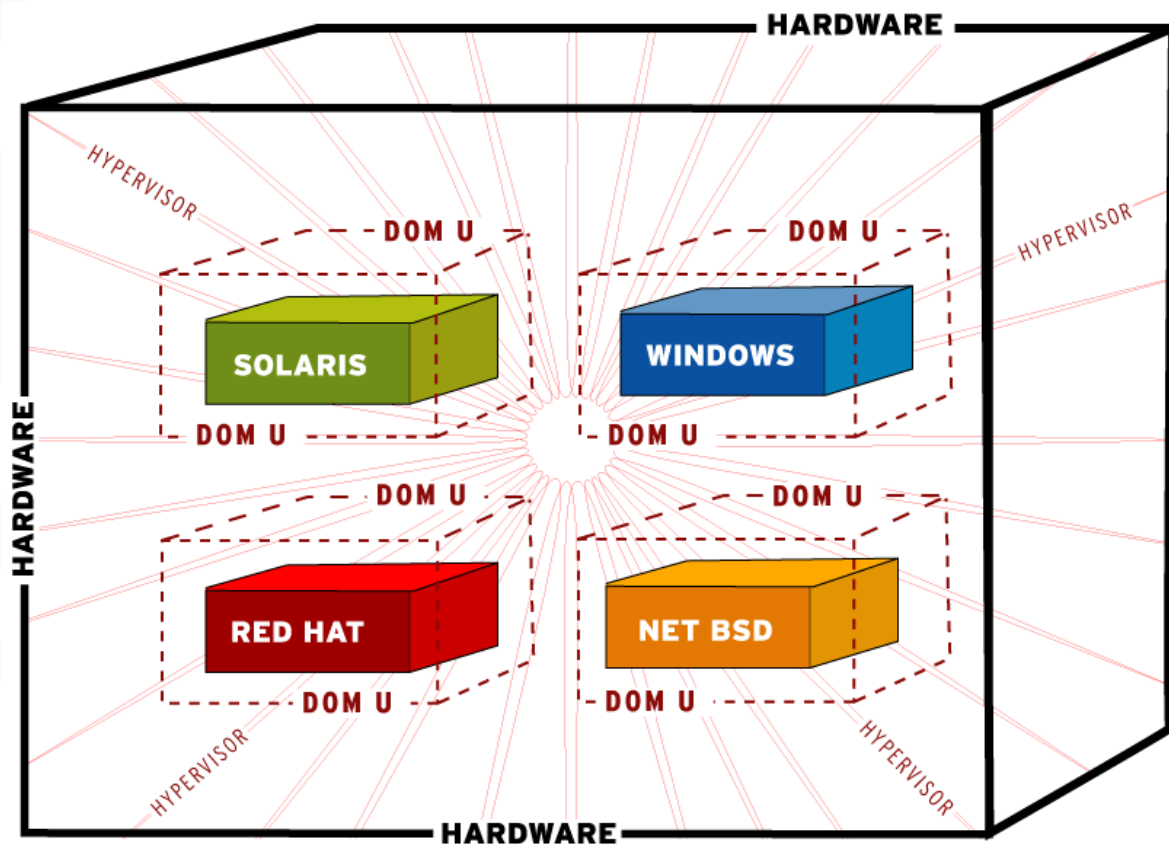 HARDWARE
HYPERVISOR
HYPERVISOR
DOM U
DOM U
SOLARIS
WINDOWS
DOM U
DOM U
HARDWARE
DOM U
DOM U
RED HAT
NET BSD
DOM U
DOM U
HYPERVISOR
HYPERVISOR
HARDWARE